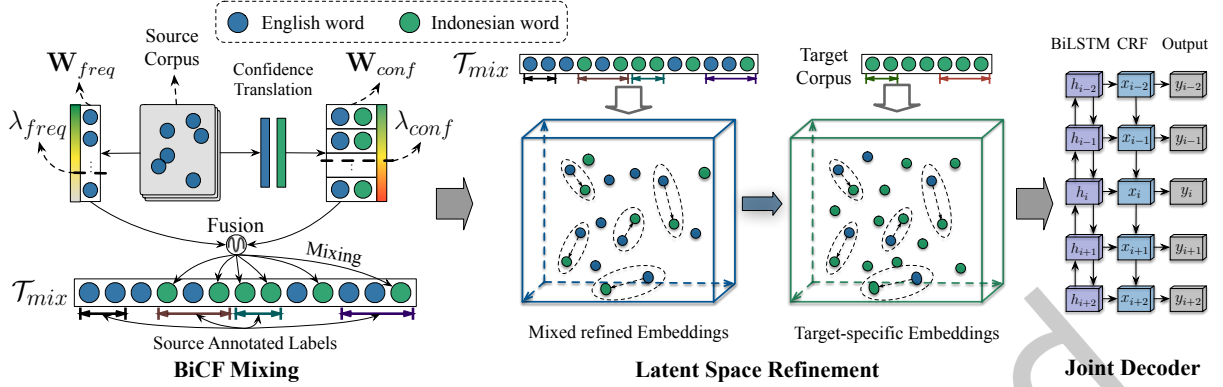 English word
Indonesian word
W_freq
Source
Corpus
Confidence
Translation
W_conf
λ_freq
λ_conf
Fusion
Mixing
T_mix
Source Annotated Labels
BiCF Mixing
T_mix
Target
Corpus
Mixed refined Embeddings
Target-specific Embeddings
Latent Space Refinement
BiLSTM CRF Output
h_{i-2} x_{i-2} y_{i-2}
h_{i-1} x_{i-1} y_{i-1}
h_i x_i y_i
h_{i+1} x_{i+1} y_{i+1}
h_{i+2} x_{i+2} y_{i+2}
Joint Decoder